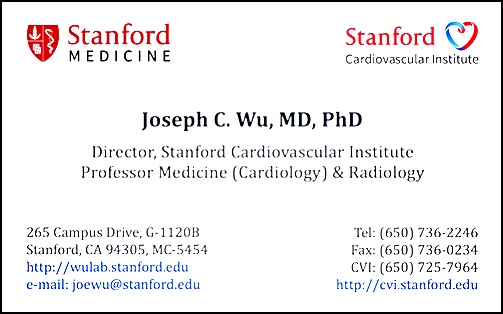 Stanford
MEDICINE
Stanford
Cardiovascular Institute
Joseph C. Wu, MD, PhD
Director, Stanford Cardiovascular Institute
Professor Medicine (Cardiology) & Radiology
265 Campus Drive, G-1120B
Stanford, CA 94305, MC-5454
http://wulab.stanford.edu
e-mail: joewu@stanford.edu
Tel: (650) 736-2246
Fax: (650) 736-0234
CVI: (650) 725-7964
http://cvi.stanford.edu